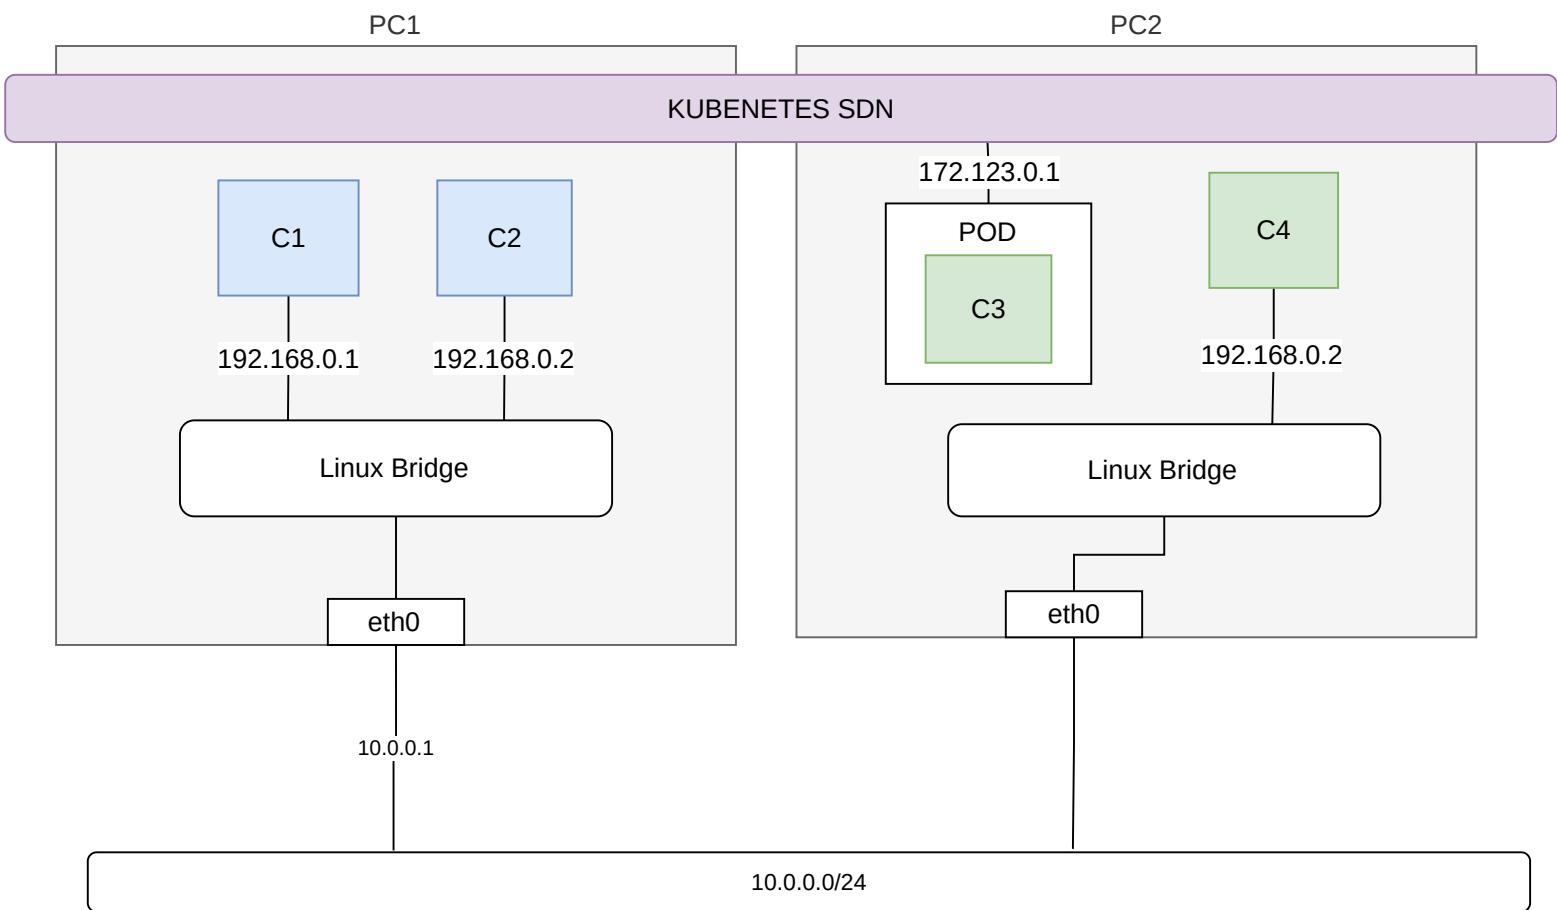 PC1
PC2
KUBENETES SDN
172.123.0.1
C1
C2
POD
C4
C3
192.168.0.1
192.168.0.2
192.168.0.2
Linux Bridge
Linux Bridge
eth0
eth0
10.0.0.1
10.0.0.0/24